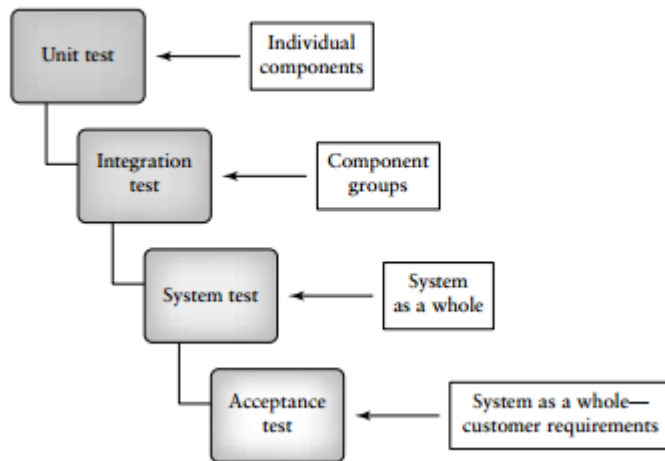 Unit test
Individual
components
Integration
test
Component
groups
System test
System
as a whole
Acceptance
test
System as a whole—
customer requirements